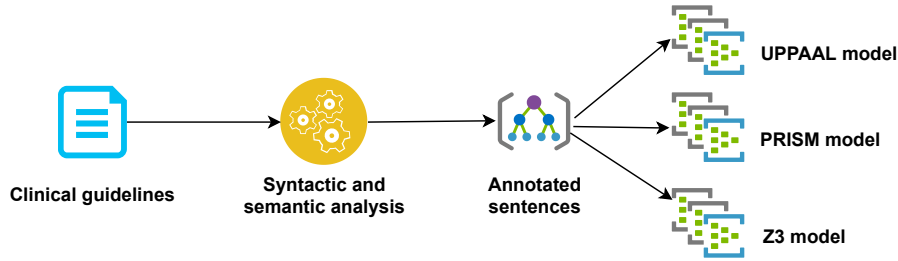 Clinical guidelines
Syntactic and
semantic analysis
Annotated
sentences
UPPAAL model
PRISM model
Z3 model